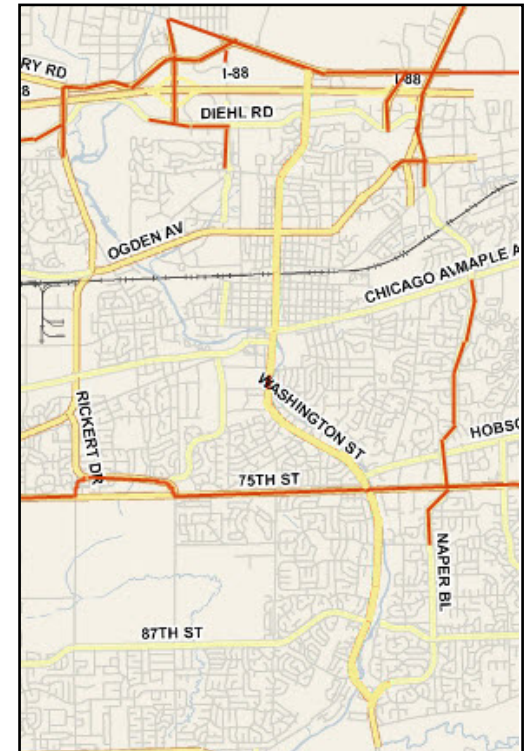 RY RD
I-88
I-88
8
DIEHL RD
OGDEN AV
CHICAGO AV
MAPLE A
WASHINGTON ST
RICKERT DR
HOBSO
75TH ST
NAPER BL
87TH ST